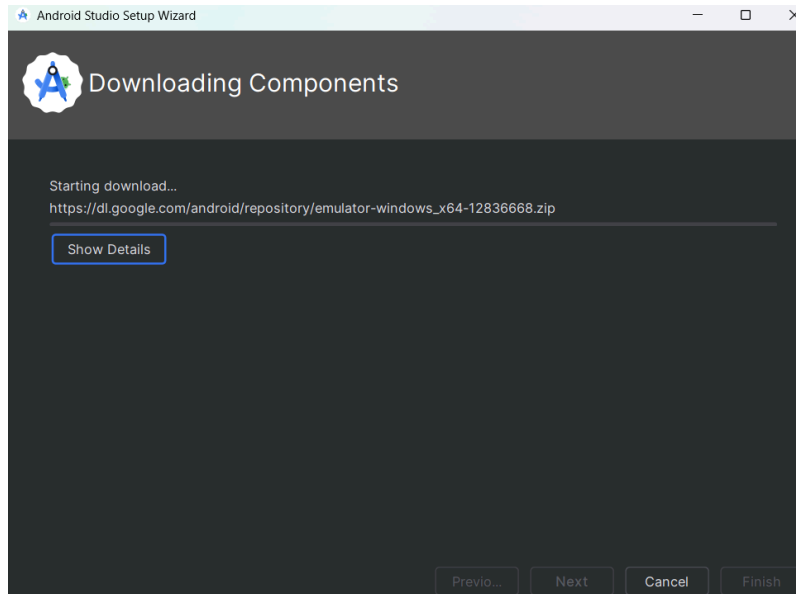 Android Studio Setup Wizard
Downloading Components
Starting download...
https://dl.google.com/android/repository/emulator-windows_x64-12836668.zip
Show Details
Previo... Next Cancel Finish